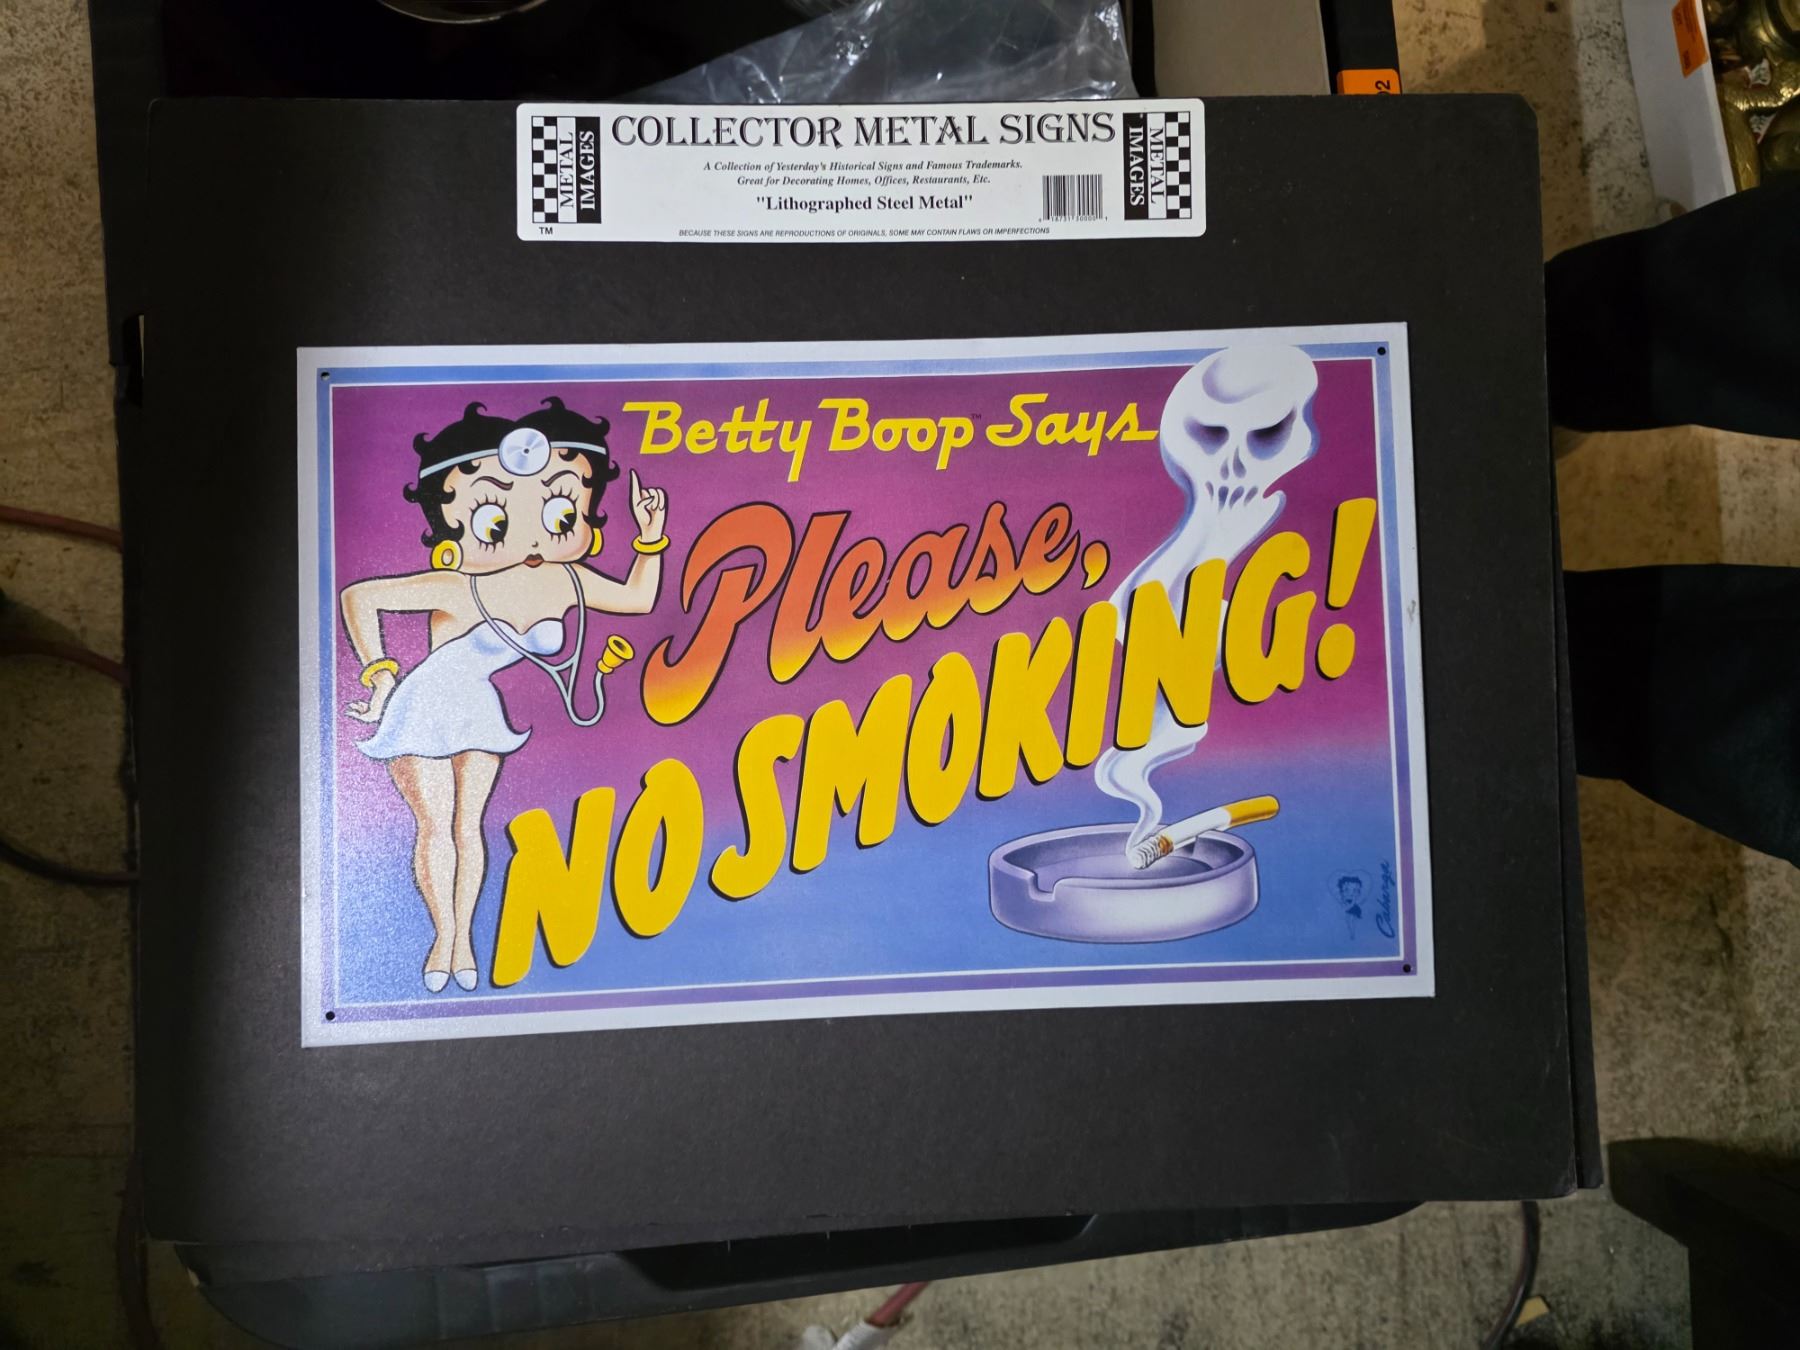 COLLECTOR METAL SIGNS
METAL IMAGES
A Collection of Yesterday's Historical Signs and Famous Trademarks.
Great for Decorating Homes, Offices, Restaurants, Etc.
"Lithographed Steel Metal"
BECAUSE THESE SIGNS ARE REPRODUCTIONS OF ORIGINALS, SOME MAY CONTAIN FLAWS OR IMPERFECTIONS
TM
METAL IMAGES
Betty Boop™ Says
Please,
NO SMOKING!